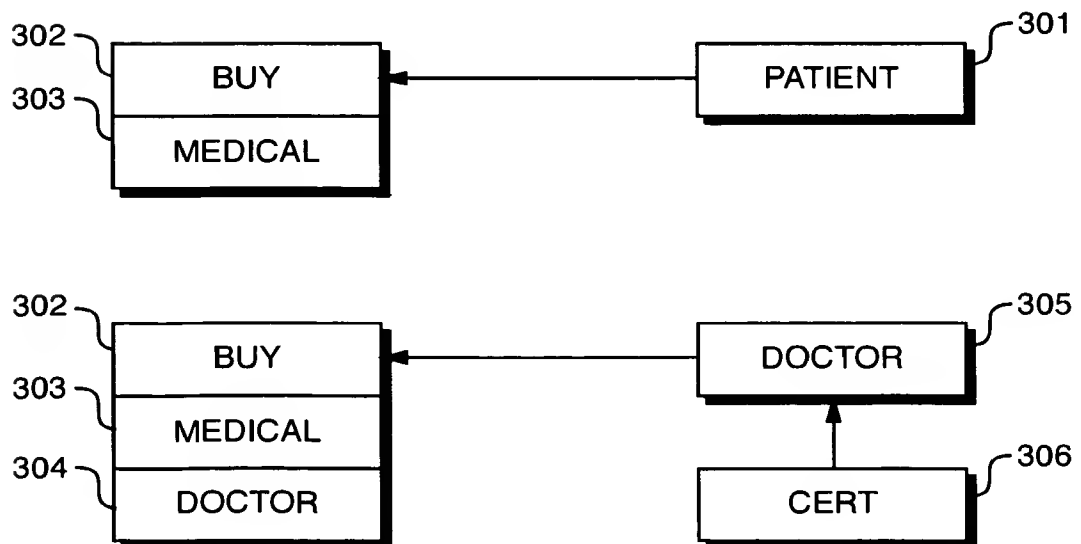 302
BUY
303
MEDICAL
PATIENT
301
302
BUY
303
MEDICAL
304
DOCTOR
DOCTOR
305
CERT
306